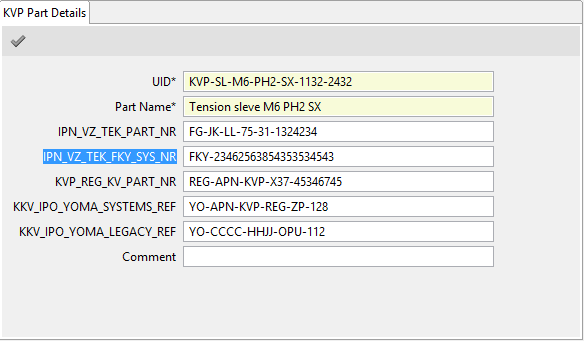 KVP Part Details
UID* KVP-SL-M6-PH2-SX-1132-2432
Part Name* Tension sleve M6 PH2 SX
IPN_VZ_TEK_PART_NR FG-JK-LL-75-31-1324234
IPN_VZ_TEK_FKY_SYS_NR FKY-23462563854353534543
KVP_REG_KV_PART_NR REG-APN-KVP-X37-45346745
KKV_IPO_YOMA_SYSTEMS_REF YO-APN-KVP-REG-ZP-128
KKV_IPO_YOMA_LEGACY_REF YO-CCCC-HHJJ-OPU-112
Comment